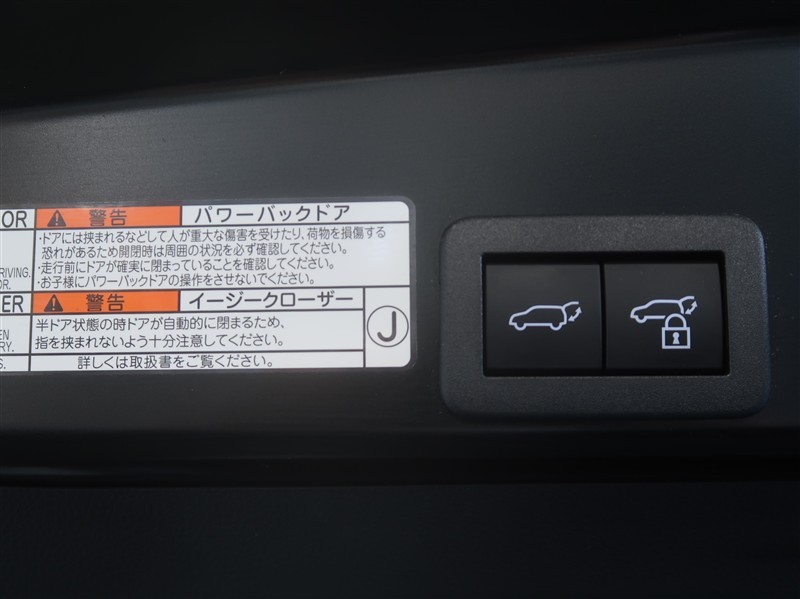 OR 警告 パワーバックドア
・ドアには挟まれるなどして人が重大な傷害を受けたり、荷物を損傷する
恐れがあるため開閉時は周囲の状況を必ず確認してください。
RIVING. ・走行前にドアが確実に閉まっていることを確認してください。
OR. ・お子様にパワーバックドアの操作をさせないでください。
ER 警告 イージークローザー
半ドア状態の時ドアが自動的に閉まるため、
EN 指を挟まれないよう十分注意してください。
RY.
S. 詳しくは取扱書をご覧ください。
J